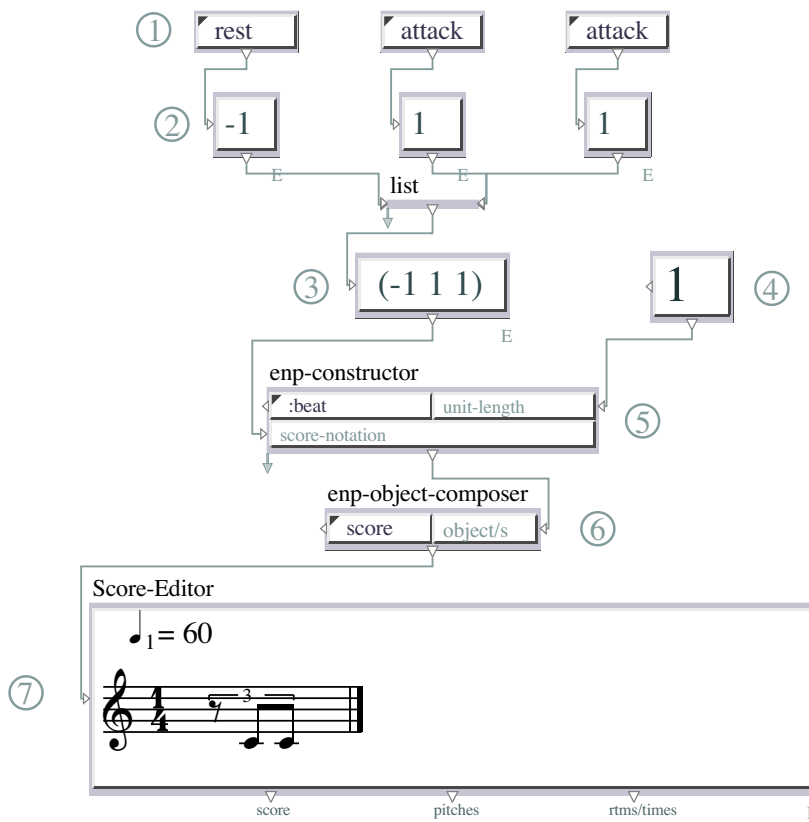 ① rest attack attack
② -1 1 1
E E E
list
③ (-1 1 1) 1 ④
E
enp-constructor
:beat unit-length ⑤
score-notation
enp-object-composer
score object/s ⑥
Score-Editor
1 = 60
⑦ 3
1
4
score pitches rtms/times